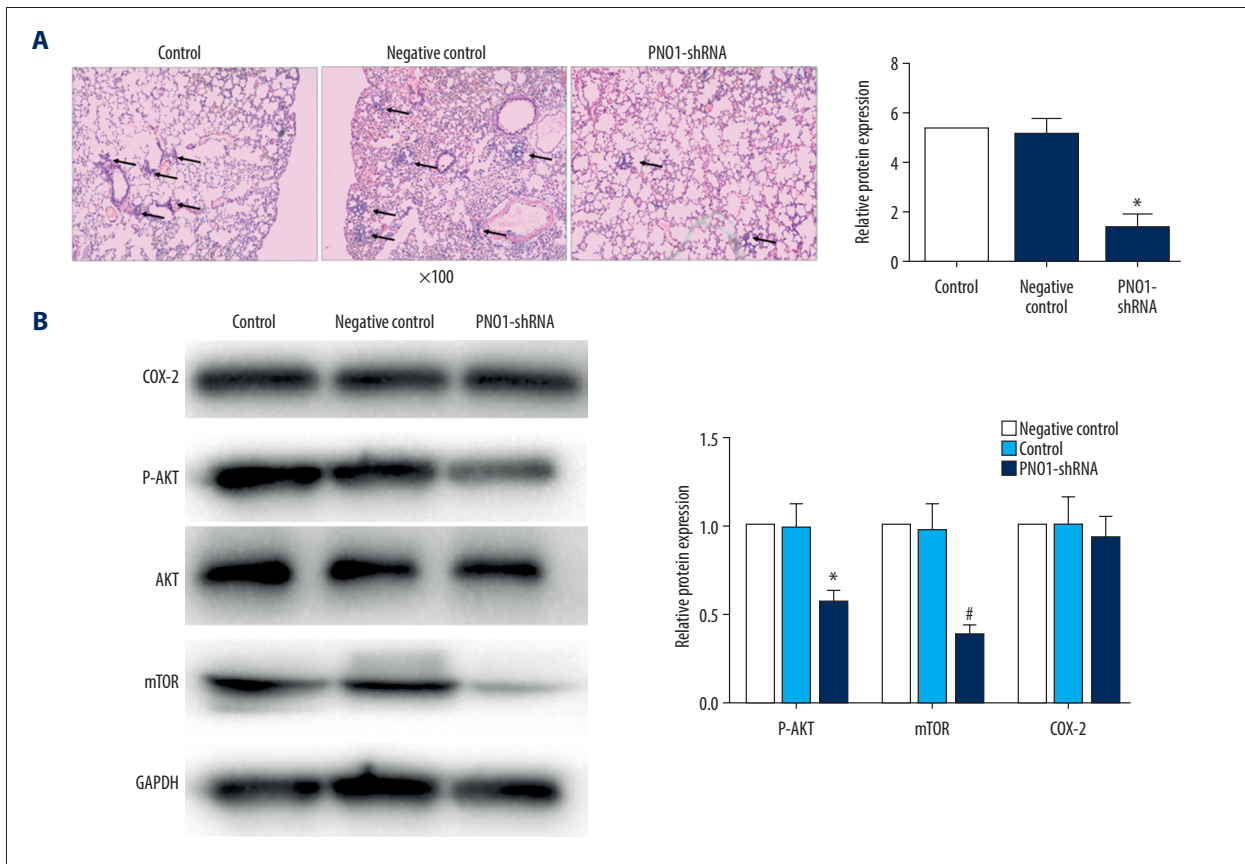 A
Control
Negative control
PNO1-shRNA
×100
Relative protein expression
8
6
4
2
0
*
Control
Negative
control
PNO1-
shRNA
B
Control
Negative control
PNO1-shRNA
COX-2
P-AKT
AKT
mTOR
GAPDH
Relative protein expression
1.5
1.0
0.5
0.0
Negative control
Control
PNO1-shRNA
*
#
P-AKT
mTOR
COX-2